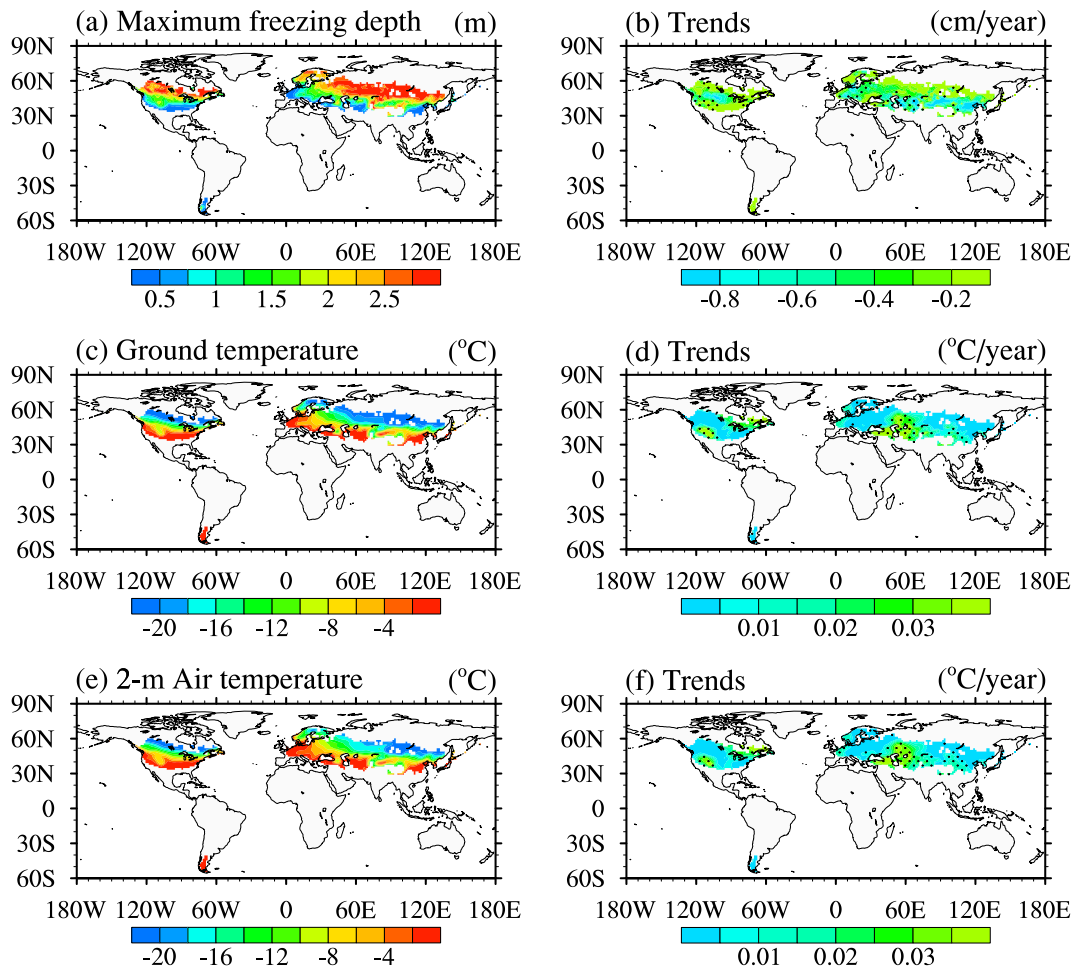 (a) Maximum freezing depth (m)
90N
60N
30N
0
30S
60S
180W 120W 60W 0 60E 120E 180E
0.5 1 1.5 2 2.5
(b) Trends (cm/year)
90N
60N
30N
0
30S
60S
180W 120W 60W 0 60E 120E 180E
-0.8 -0.6 -0.4 -0.2
(c) Ground temperature (°C)
90N
60N
30N
0
30S
60S
180W 120W 60W 0 60E 120E 180E
-20 -16 -12 -8 -4
(d) Trends (°C/year)
90N
60N
30N
0
30S
60S
180W 120W 60W 0 60E 120E 180E
0.01 0.02 0.03
(e) 2-m Air temperature (°C)
90N
60N
30N
0
30S
60S
180W 120W 60W 0 60E 120E 180E
-20 -16 -12 -8 -4
(f) Trends (°C/year)
90N
60N
30N
0
30S
60S
180W 120W 60W 0 60E 120E 180E
0.01 0.02 0.03